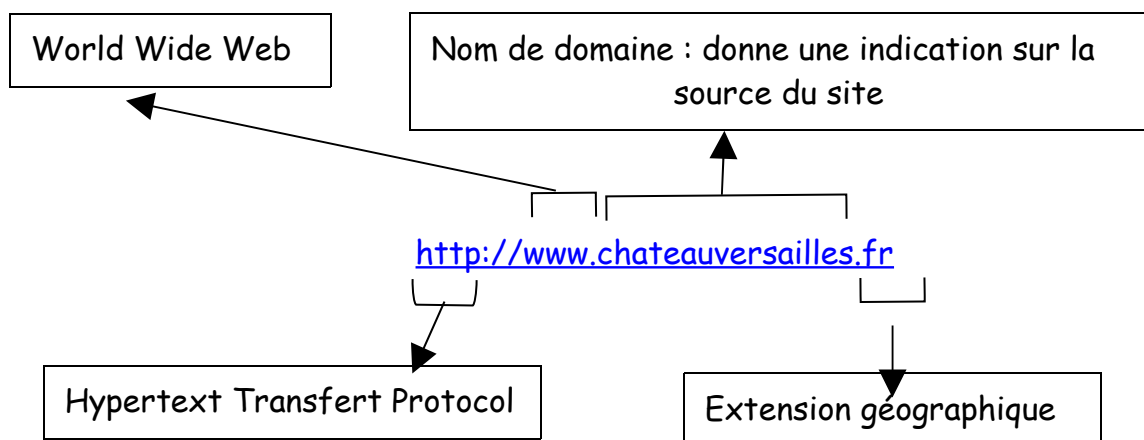 World Wide Web
Nom de domaine : donne une indication sur la
source du site
http://www.chateauversailles.fr
Hypertext Transfert Protocol
Extension géographique